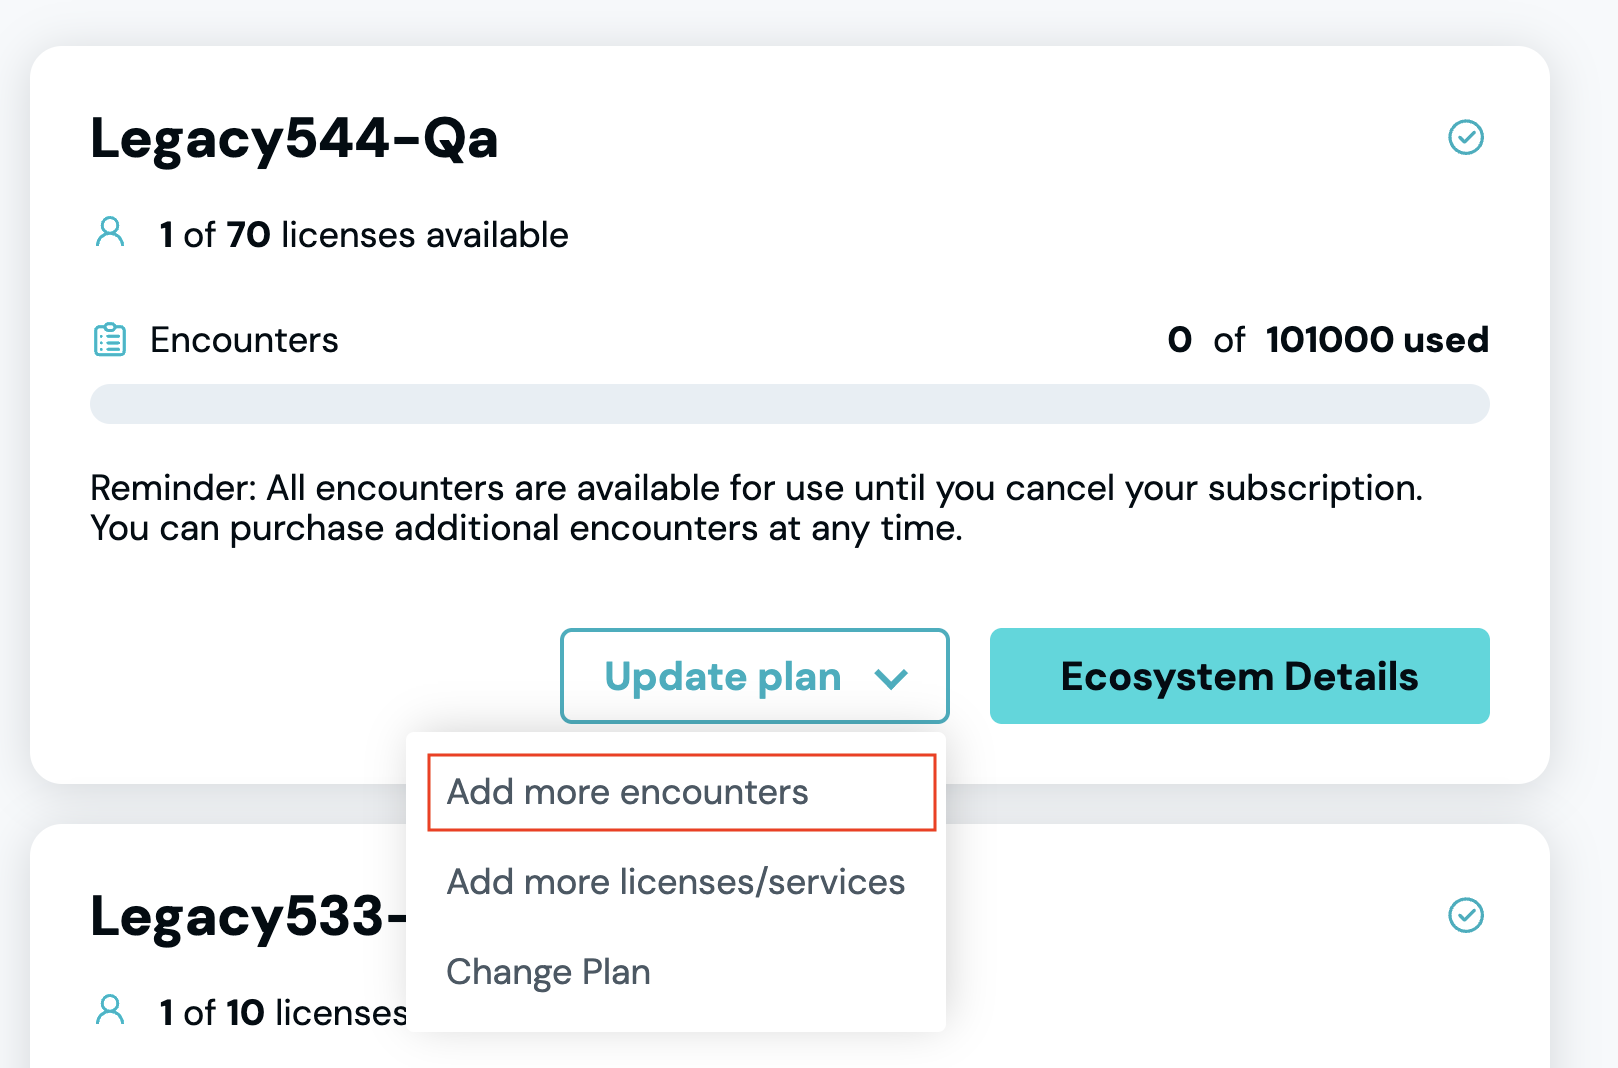 Legacy544-Qa
1 of 70 licenses available
Encounters
0 of 101000 used
Reminder: All encounters are available for use until you cancel your subscription.
You can purchase additional encounters at any time.
Update plan
Ecosystem Details
Add more encounters
Add more licenses/services
Change Plan
Legacy533-
1 of 10 licenses